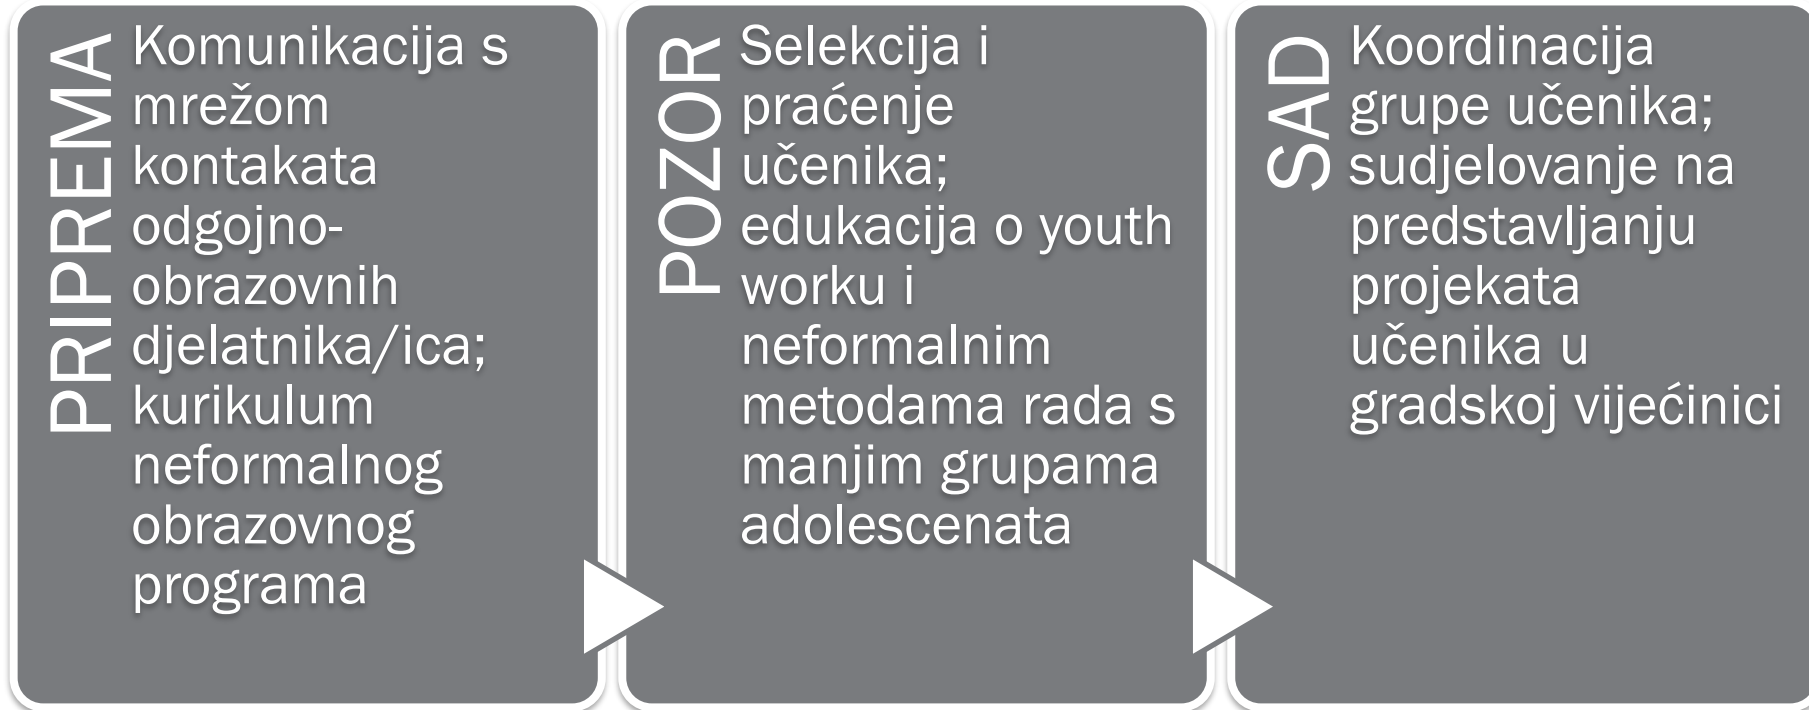 PRIPREMA
Komunikacija s
mrežom
kontakata
odgojno-
obrazovnih
djelatnika/ica;
kurikulum
neformalnog
obrazovnog
programa
POZOR
Selekcija i
praćenje
učenika;
edukacija o youth
worku i
neformalnim
metodama rada s
manjim grupama
adolescenata
SAD
Koordinacija
grupe učenika;
sudjelovanje na
predstavljanju
projekata
učenika u
gradskoj vijećinici